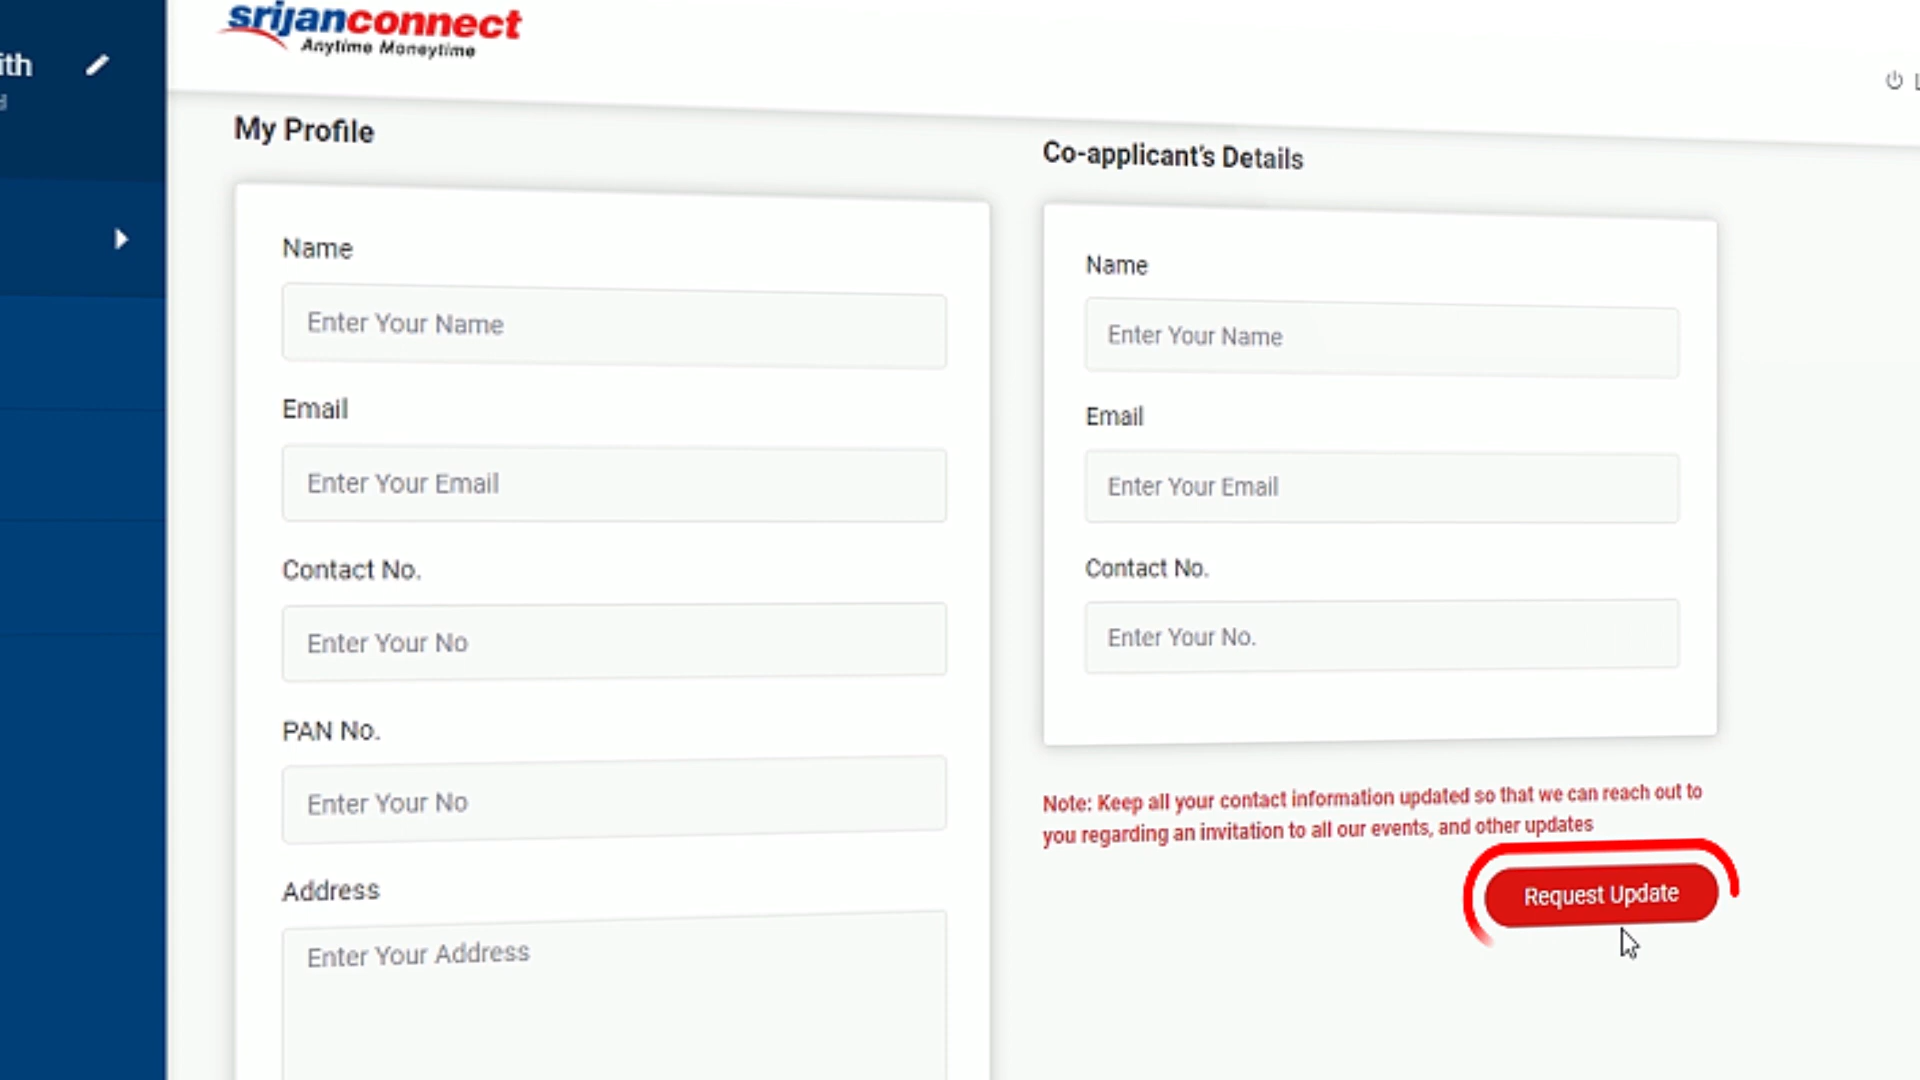 srijanconnect
Anytime Moneytime
ith
My Profile
Name
Enter Your Name
Email
Enter Your Email
Contact No.
Enter Your No
PAN No.
Enter Your No
Address
Enter Your Address
Co-applicant's Details
Name
Enter Your Name
Email
Enter Your Email
Contact No.
Enter Your No.
Note: Keep all your contact information updated so that we can reach out to
you regarding an invitation to all our events, and other updates
Request Update